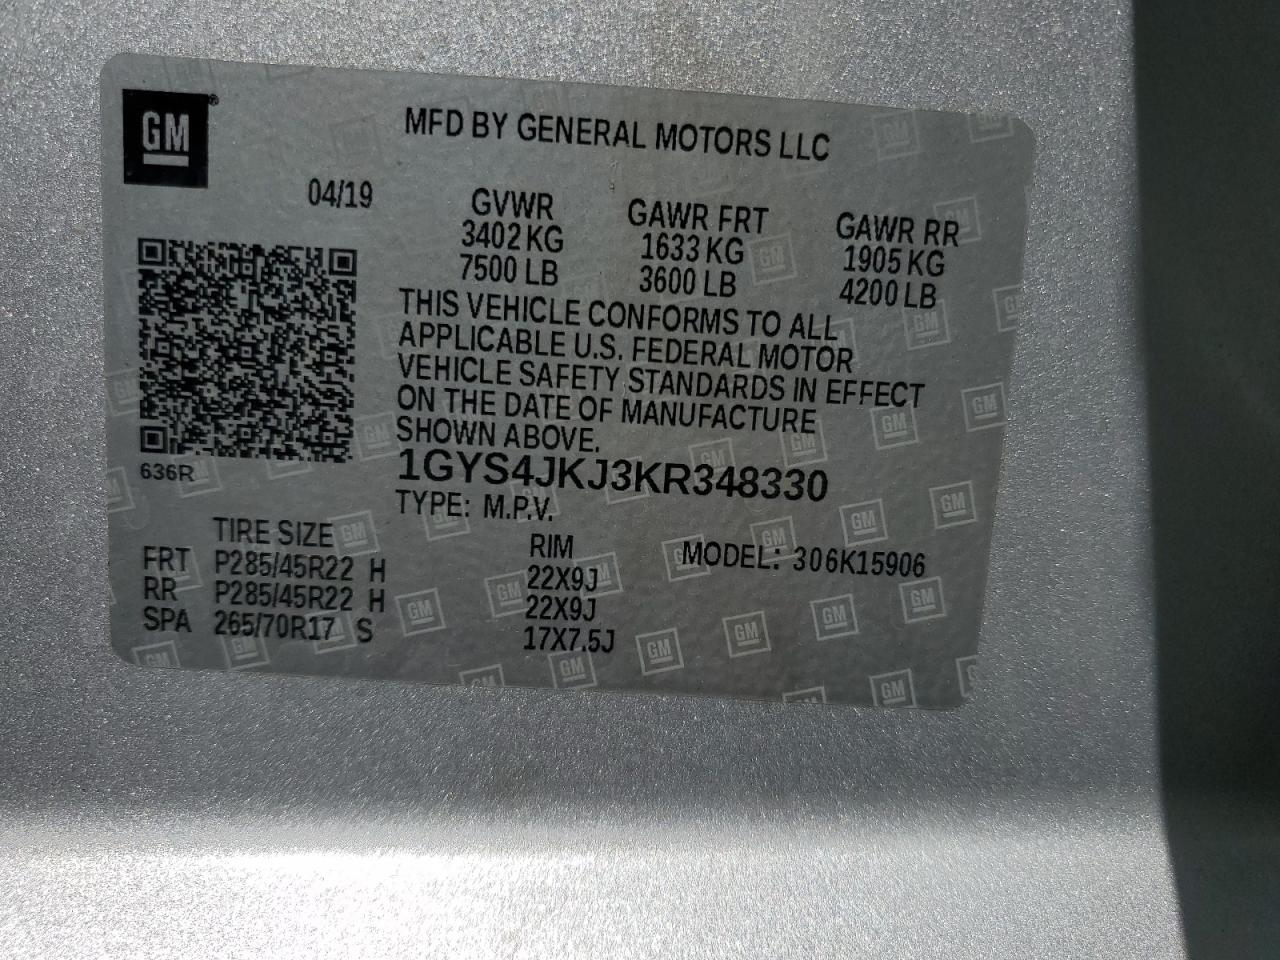 GM
MFD BY GENERAL MOTORS LLC
04/19
GVWR GAWR FRT GAWR RR
3402 KG 1633 KG 1905 KG
7500 LB 3600 LB 4200 LB
THIS VEHICLE CONFORMS TO ALL
APPLICABLE U.S. FEDERAL MOTOR
VEHICLE SAFETY STANDARDS IN EFFECT
ON THE DATE OF MANUFACTURE
SHOWN ABOVE.
636R
1GYS4JKJ3KR348330
TYPE: M.P.V.
TIRE SIZE RIM MODEL: 306K15906
FRT P285/45R22 H 22X9J
RR P285/45R22 H 22X9J
SPA 265/70R17 S 17X7.5J